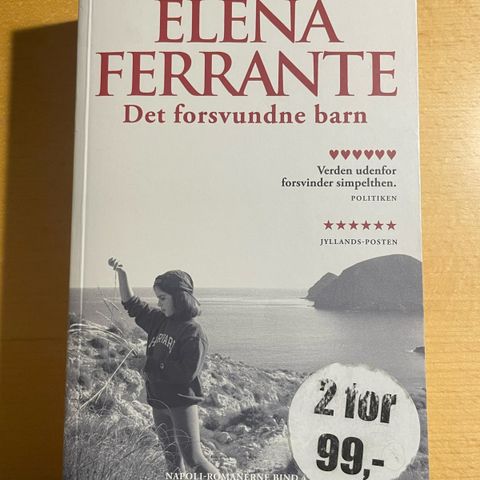 ELENA
FERRANTE
Det forsvundne barn
♥♥♥♥♥♥
Verden udenfor
forsvinder simpelthen.
POLITIKEN
★★★★★★
JYLLANDS-POSTEN
2 for
99,-
NAPOLI-ROMANERNE BIND 4